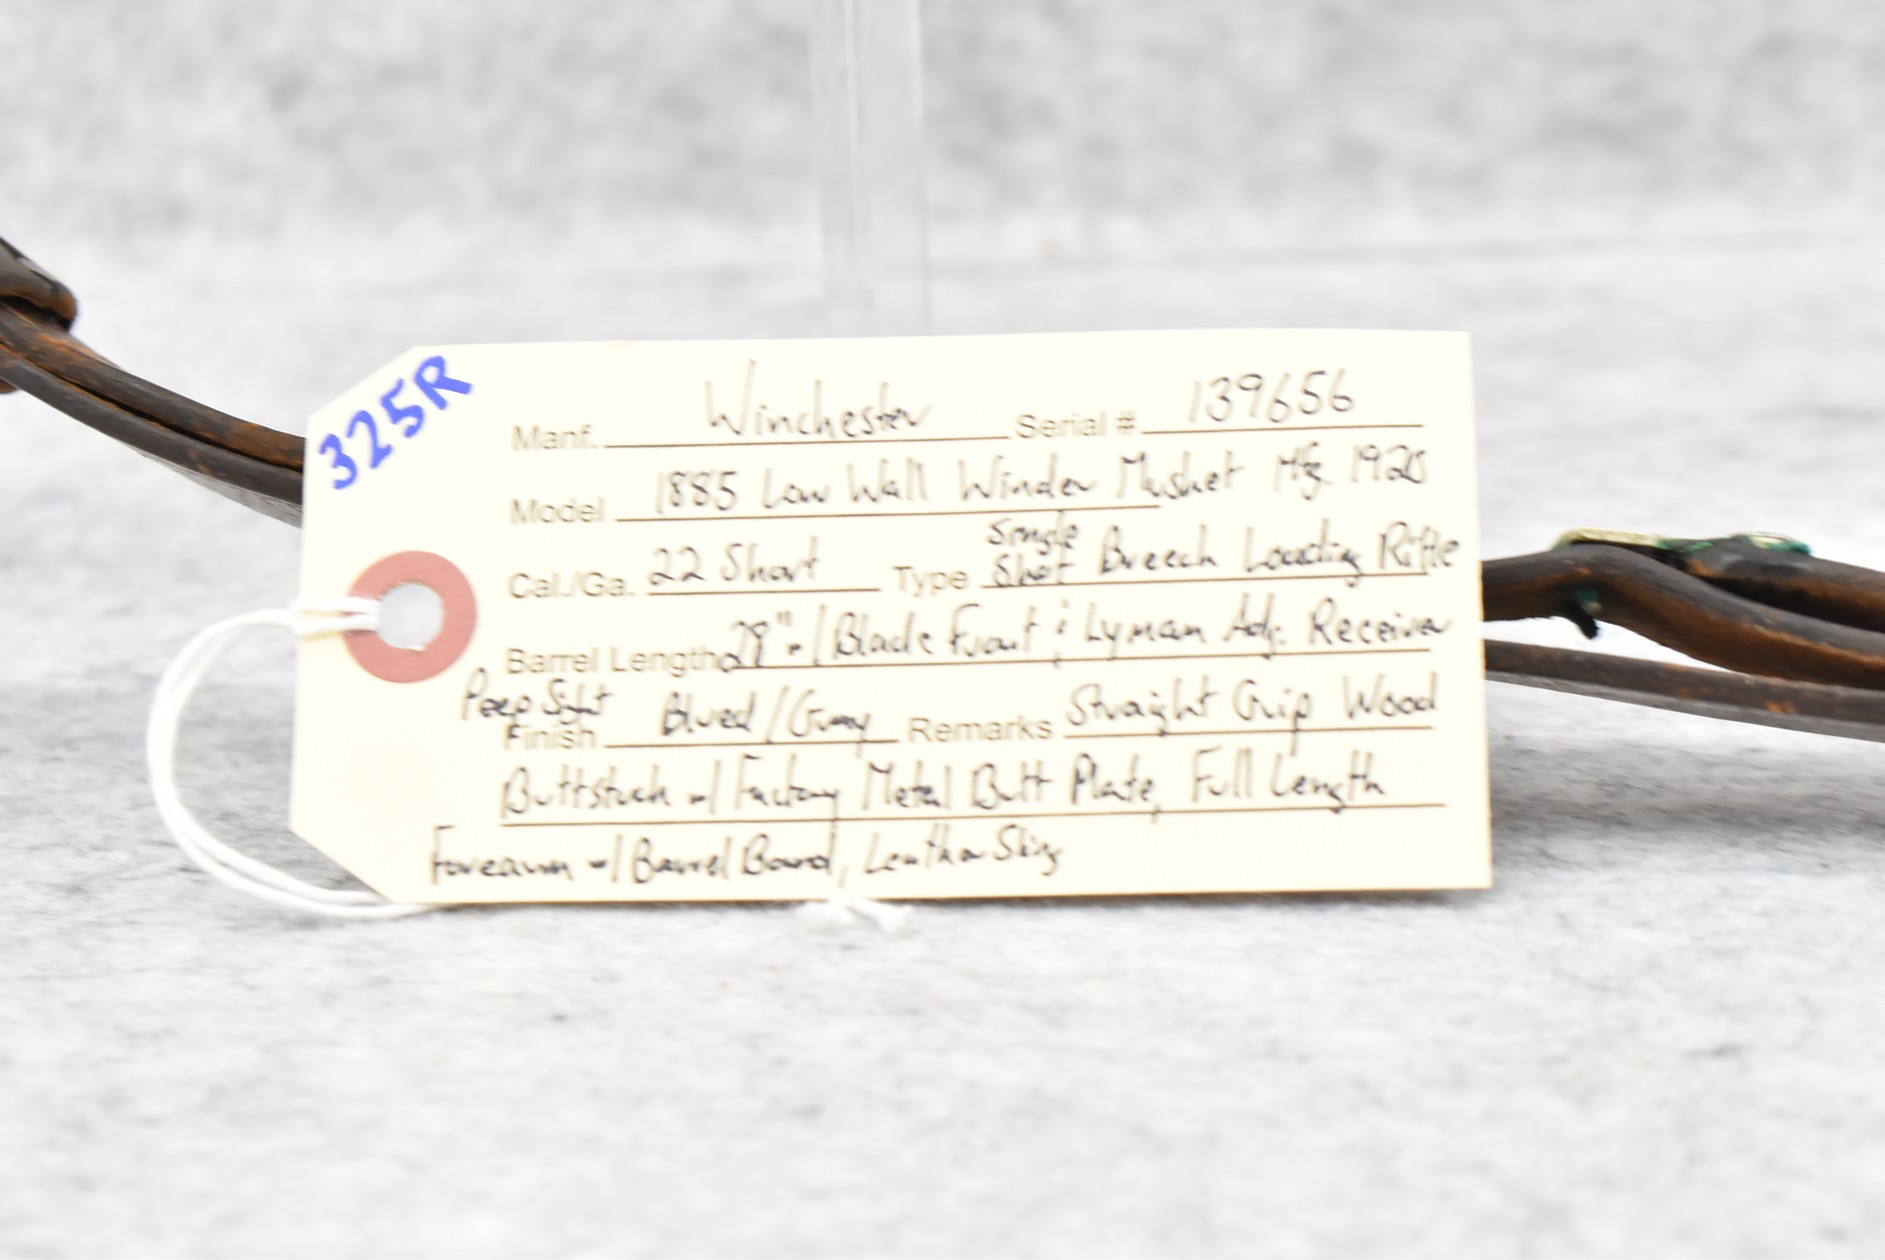 325R
Manf. Winchester Serial # 139656
Model 1885 Low Wall Winder Musket Mfg. 1920
Cal./Ga. 22 Short Type Single Shot Breech Loading Rifle
Barrel Length 28" w/ Blade Front & Lyman Adj. Receiver
Peep Sight
Finish Blued/Gray Remarks Straight Grip Wood
Buttstock w/ Factory Metal Butt Plate, Full Length
Forearm w/ Barrel Band, Leather Sling